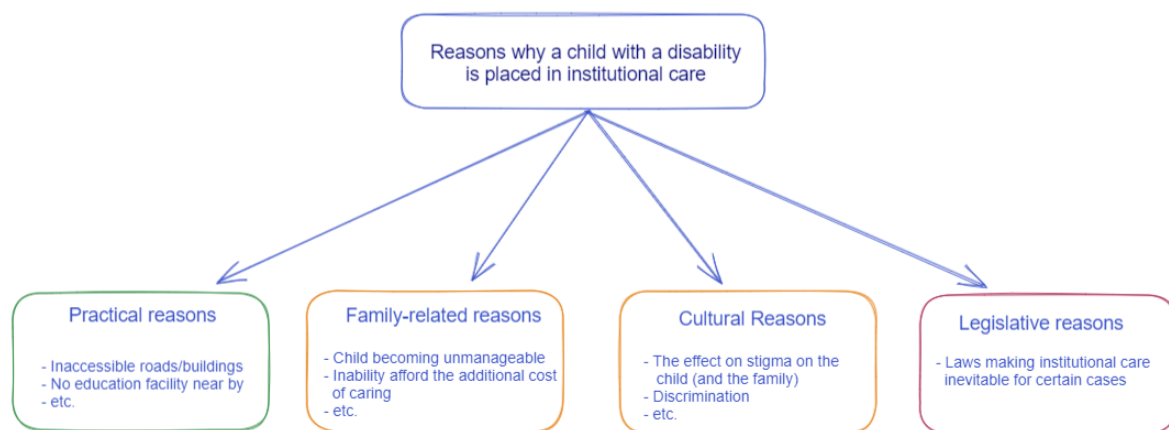 Reasons why a child with a disability
is placed in institutional care
Practical reasons
- Inaccessible roads/buildings
- No education facility near by
- etc.
Family-related reasons
- Child becoming unmanageable
- Inability afford the additional cost
of caring
- etc.
Cultural Reasons
- The effect on stigma on the
child (and the family)
- Discrimination
- etc.
Legislative reasons
- Laws making institutional care
inevitable for certain cases